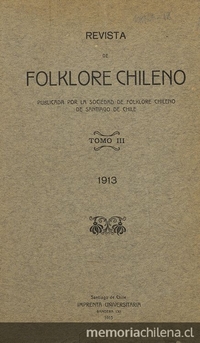 REVISTA
DE
FOLKLORE CHILENO
PUBLICADA POR LA SOCIEDAD DE FOLKLORE CHILENO
DE SANTIAGO DE CHILE
TOMO III
1913
Santiago de Chile
IMPRENTA UNIVERSITARIA
1913
memoriachilena.cl